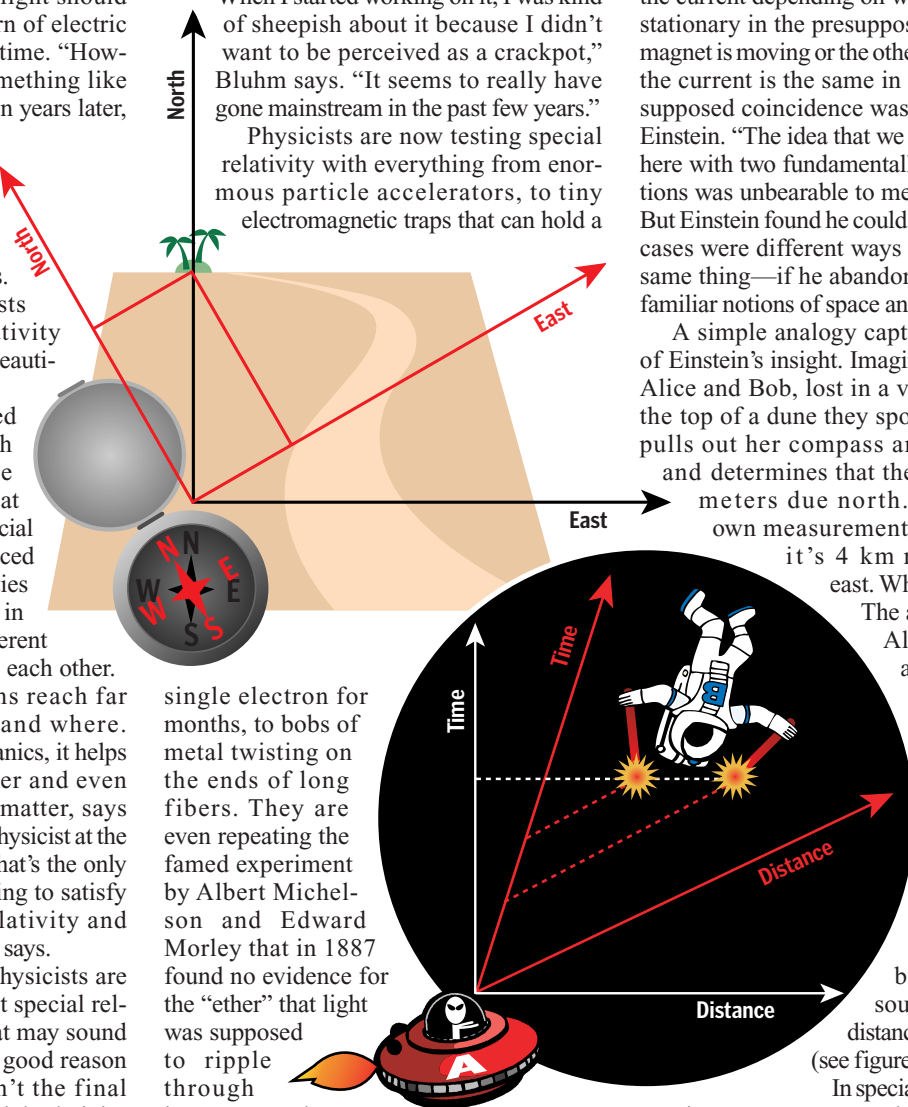 ight should
rn of electric
time. “How-
mething like
n years later,
s.
sts
tivity
eauti-
ed
h
e
at
cial
ced
ies
in
erent
each other.
ns reach far
and where.
anics, it helps
er and even
matter, says
hysicist at the
hat’s the only
ing to satisfy
lativity and
says.
hysicists are
t special rel-
at may sound
good reason
n’t the final
When I started working on it, I was kind
of sheepish about it because I didn’t
want to be perceived as a crackpot,”
Bluhm says. “It seems to really have
gone mainstream in the past few years.”
Physicists are now testing special
relativity with everything from enor-
mous particle accelerators, to tiny
electromagnetic traps that can hold a
North
North
East
East
N
N
E
E
W
W
S
S
single electron for
months, to bobs of
metal twisting on
the ends of long
fibers. They are
even repeating the
famed experiment
by Albert Michel-
son and Edward
Morley that in 1887
found no evidence for
the “ether” that light
was supposed
to ripple
through
Time
Time
B
Distance
Distance
A
the current depending on w
stationary in the presuppos
magnet is moving or the othe
the current is the same in
supposed coincidence was
Einstein. “The idea that we
here with two fundamentall
tions was unbearable to me
But Einstein found he could
cases were different ways
same thing—if he abandon
familiar notions of space an
A simple analogy capt
of Einstein’s insight. Imagin
Alice and Bob, lost in a v
the top of a dune they spo
pulls out her compass an
and determines that the
meters due north.
own measurement
it’s 4 km n
east. Wh
The a
Al
a
b
sou
distanc
(see figure
In specia